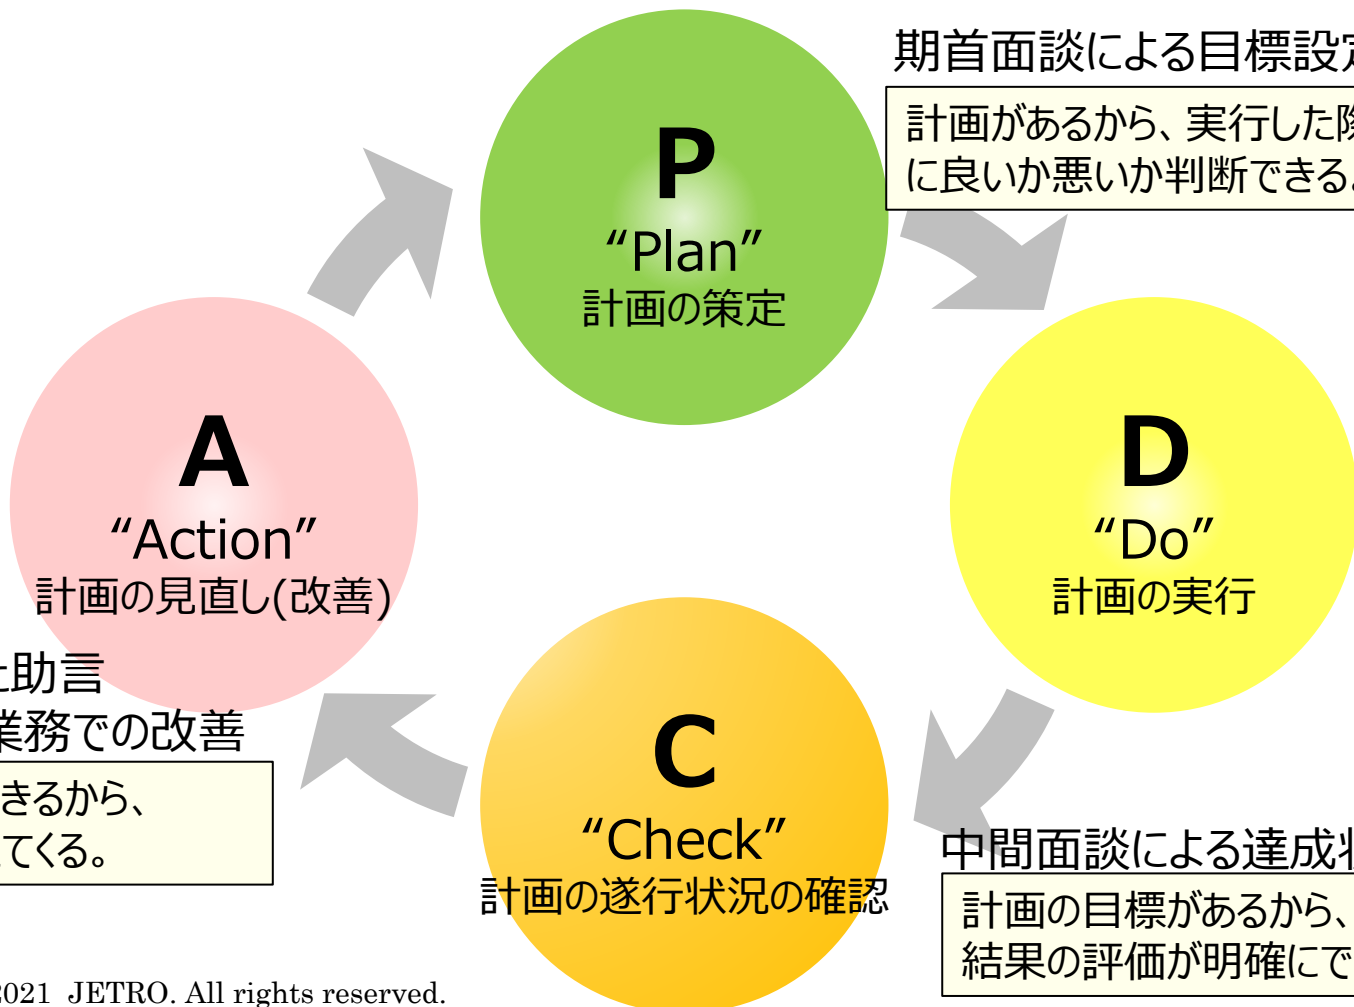 期首面談による目標設定
計画があるから、実行した際
に良いか悪いか判断できる。
P
“Plan”
計画の策定
D
“Do”
計画の実行
A
“Action”
計画の見直し(改善)
助言
業務での改善
きるから、
てくる。
C
“Check”
計画の遂行状況の確認
中間面談による達成状
計画の目標があるから、
結果の評価が明確にで
2021 JETRO. All rights reserved.